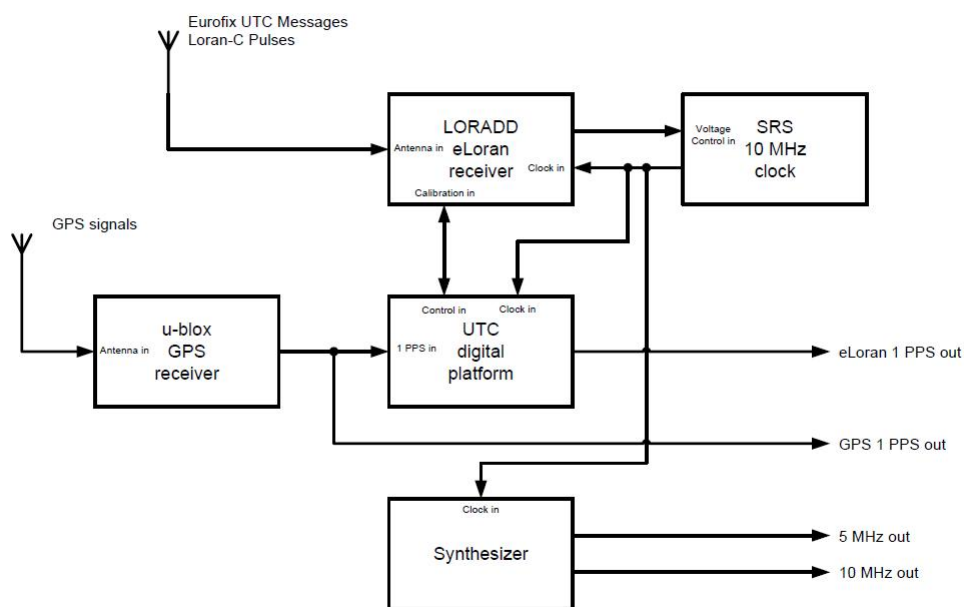 Eurofix UTC Messages
Loran-C Pulses
LORADD
eLoran
receiver
Antenna in
Clock in
Calibration in
SRS
10 MHz
clock
Voltage
Control in
GPS signals
u-blox
GPS
receiver
Antenna in
Control in
Clock in
1 PPS in
UTC
digital
platform
eLoran 1 PPS out
GPS 1 PPS out
Clock in
Synthesizer
5 MHz out
10 MHz out